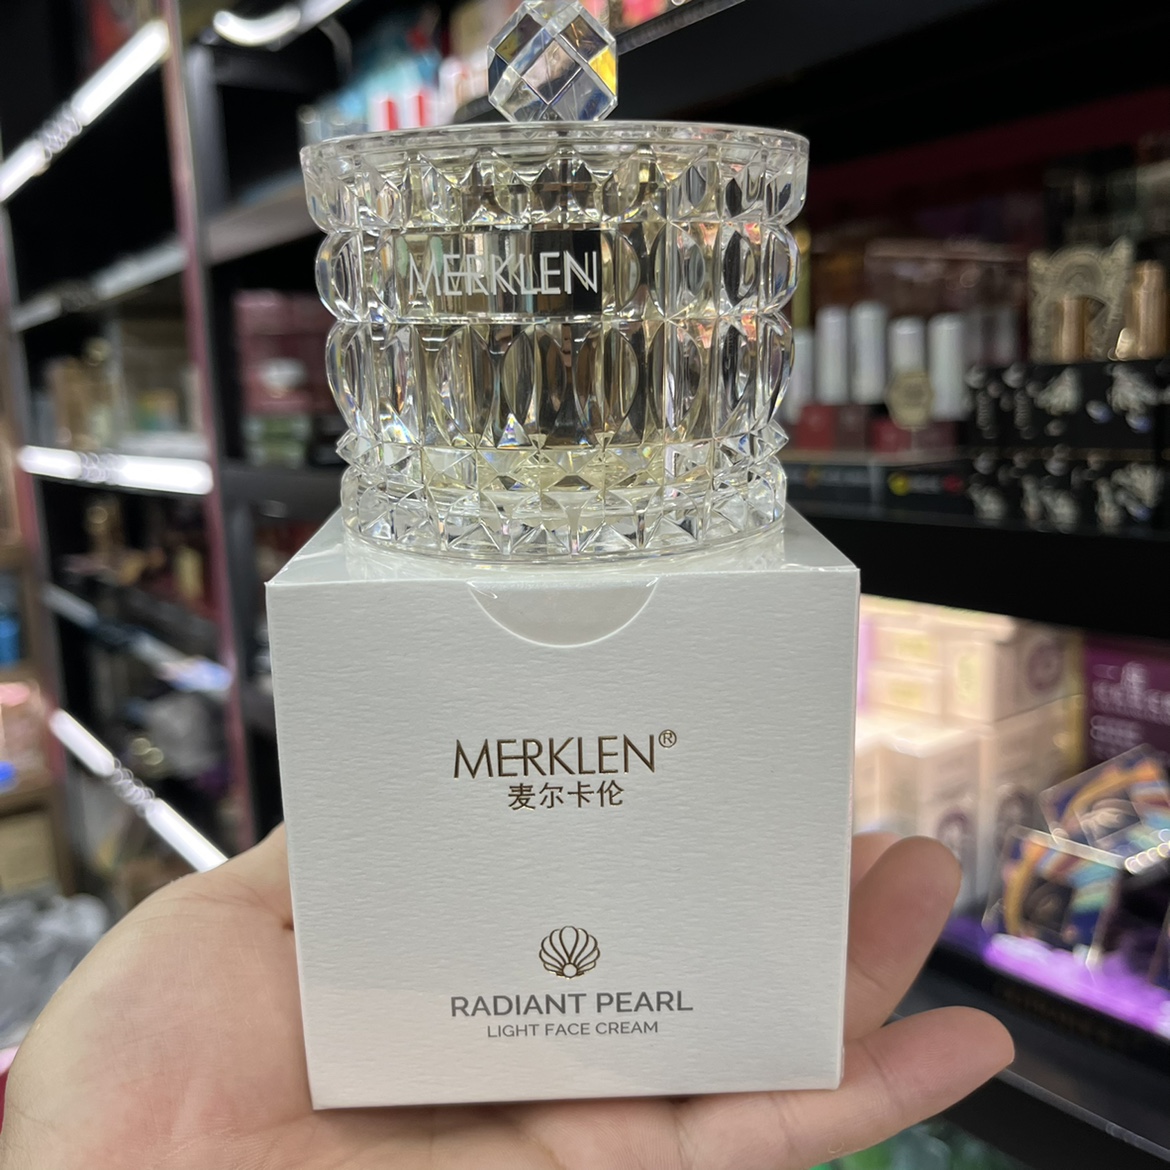 MERKLEN
MERKLEN®
麦尔卡伦
RADIANT PEARL
LIGHT FACE CREAM